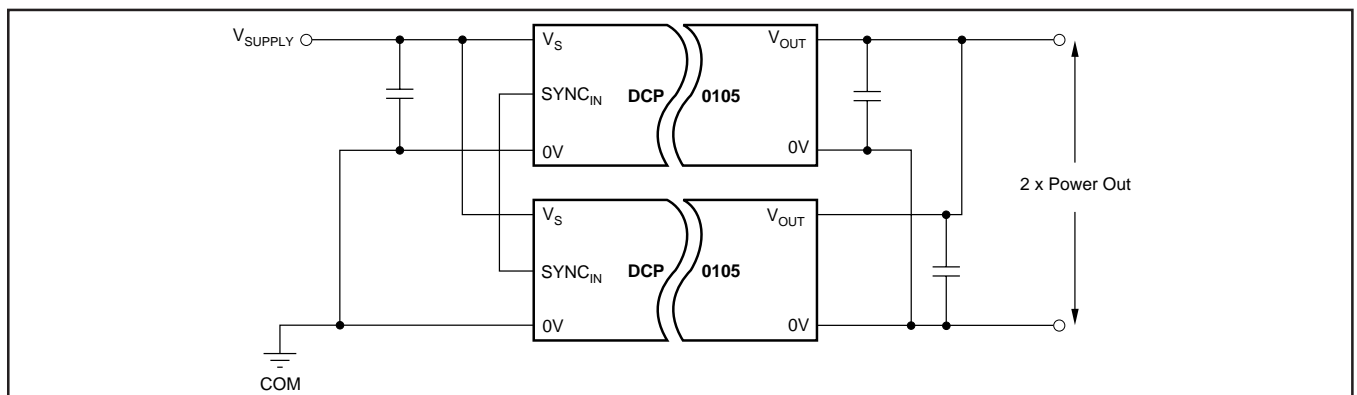 V_SUPPLY
V_S
V_OUT
SYNC_IN
DCP
0105
0V
0V
2 x Power Out
V_S
V_OUT
SYNC_IN
DCP
0105
0V
0V
COM